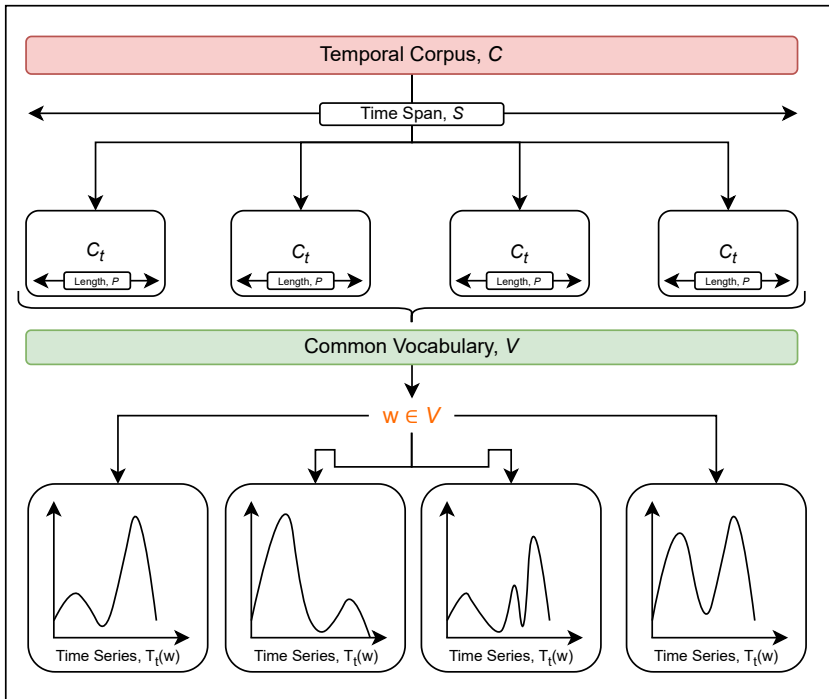 Temporal Corpus, C
Time Span, S
C_t
C_t
C_t
C_t
Length, P
Length, P
Length, P
Length, P
Common Vocabulary, V
w ∈ V
Time Series, T_t(w)
Time Series, T_t(w)
Time Series, T_t(w)
Time Series, T_t(w)